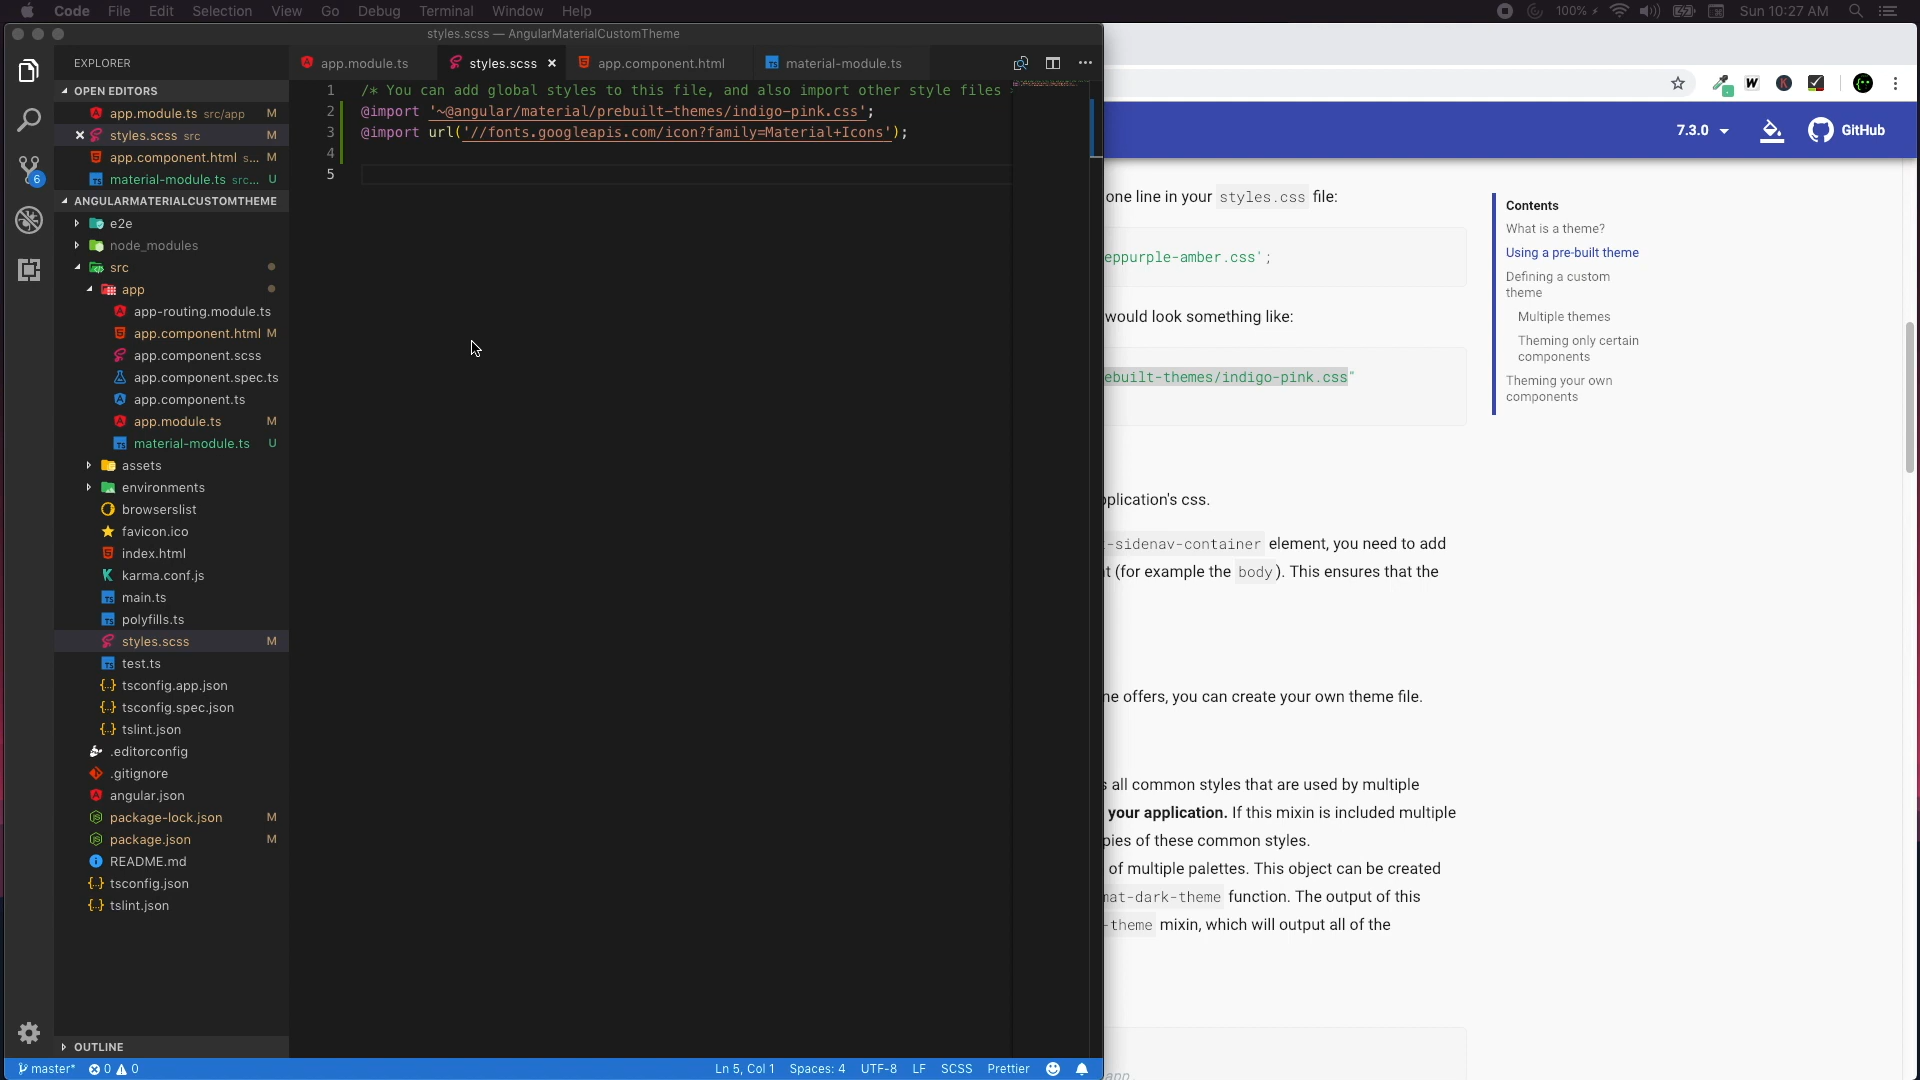 Code File Edit Selection View Go Debug Terminal Window Help
100% Sun 10:27 AM
styles.scss — AngularMaterialCustomTheme
EXPLORER
OPEN EDITORS
app.module.ts src/app M
styles.scss src M
app.component.html s... M
material-module.ts src... U
ANGULARMATERIALCUSTOMTHEME
e2e
node_modules
src
app
app-routing.module.ts
app.component.html M
app.component.scss
app.component.spec.ts
app.component.ts
app.module.ts M
material-module.ts U
assets
environments
browserslist
favicon.ico
index.html
karma.conf.js
main.ts
polyfills.ts
styles.scss M
test.ts
tsconfig.app.json
tsconfig.spec.json
tslint.json
.editorconfig
.gitignore
angular.json
package-lock.json M
package.json M
README.md
tsconfig.json
tslint.json
OUTLINE
6
app.module.ts styles.scss app.component.html material-module.ts
1 /* You can add global styles to this file, and also import other style files
2 @import '~@angular/material/prebuilt-themes/indigo-pink.css';
3 @import url('//fonts.googleapis.com/icon?family=Material+Icons');
4
5
master* 0 0 Ln 5, Col 1 Spaces: 4 UTF-8 LF SCSS Prettier
7.3.0 GitHub
one line in your styles.css file:
eppurple-amber.css';
would look something like:
ebuilt-themes/indigo-pink.css"
plication's css.
-sidenav-container element, you need to add
t (for example the body). This ensures that the
ne offers, you can create your own theme file.
s all common styles that are used by multiple
your application. If this mixin is included multiple
pies of these common styles.
of multiple palettes. This object can be created
mat-dark-theme function. The output of this
-theme mixin, which will output all of the
app.
Contents
What is a theme?
Using a pre-built theme
Defining a custom
theme
Multiple themes
Theming only certain
components
Theming your own
components